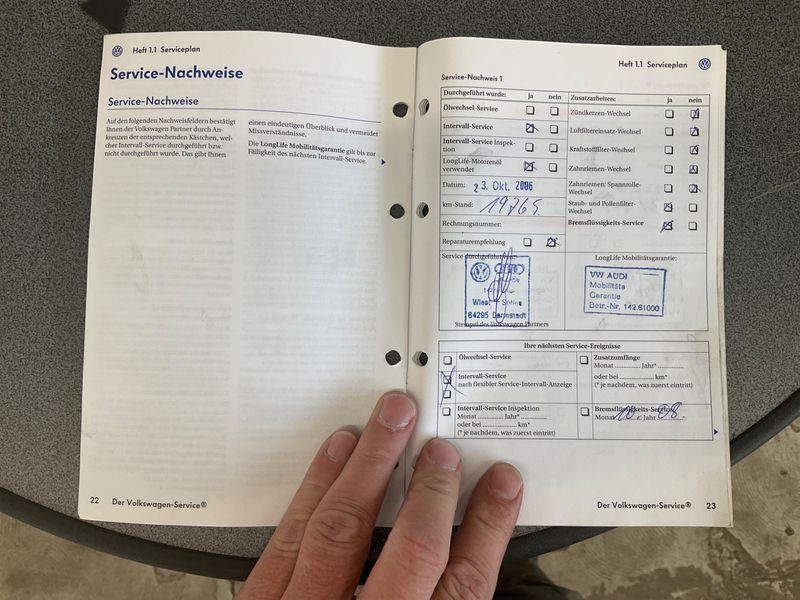 Heft 1.1 Serviceplan
Service-Nachweise
Service-Nachweise
Auf den folgenden Nachweisfeldern bestätigt
Ihnen der Volkswagen Partner durch An-
kreuzen der entsprechenden Kästchen, wel-
cher Intervall-Service durchgeführt bzw.
nicht durchgeführt wurde. Das gibt Ihnen
einen eindeutigen Überblick und vermeidet
Missverständnisse.
Die LongLife Mobilitätsgarantie gilt bis zur
Fälligkeit des nächsten Intervall-Service.
22 Der Volkswagen-Service®
Heft 1.1 Serviceplan
Service-Nachweis 1
Durchgeführt wurde: ja nein
Ölwechsel-Service
Intervall-Service
Intervall-Service Inspek-
tion
LongLife-Motorenöl
verwendet
Datum: 23. Okt. 2006
km-Stand: 19765
Rechnungsnummer:
Reparaturempfehlung
Zusatzarbeiten: ja nein
Zündkerzen-Wechsel
Luftfiltereinsatz-Wechsel
Kraftstofffilter-Wechsel
Zahnriemen-Wechsel
Zahnriemen: Spannrolle-
Wechsel
Staub- und Pollenfilter-
Wechsel
Bremsflüssigkeits-Service
Service durchgeführt
Wiest
64295 Darmstadt
Stempel des Volkswagen Partners
LongLife Mobilitätsgarantie:
VW AUDI
Mobilitäts
Garantie
Betr.-Nr. 142.61000
Ihre nächsten Service-Ereignisse
Ölwechsel-Service
Intervall-Service
nach flexibler Service-Intervall-Anzeige
Intervall-Service Inspektion
Monat ........... Jahr* ...........
oder bei ........... km*
(* je nachdem, was zuerst eintritt)
Zusatzumfänge
Monat ........... Jahr* ...........
oder bei ........... km*
(* je nachdem, was zuerst eintritt)
Bremsflüssigkeits-Service
Monat 10 Jahr 08.
Der Volkswagen-Service® 23